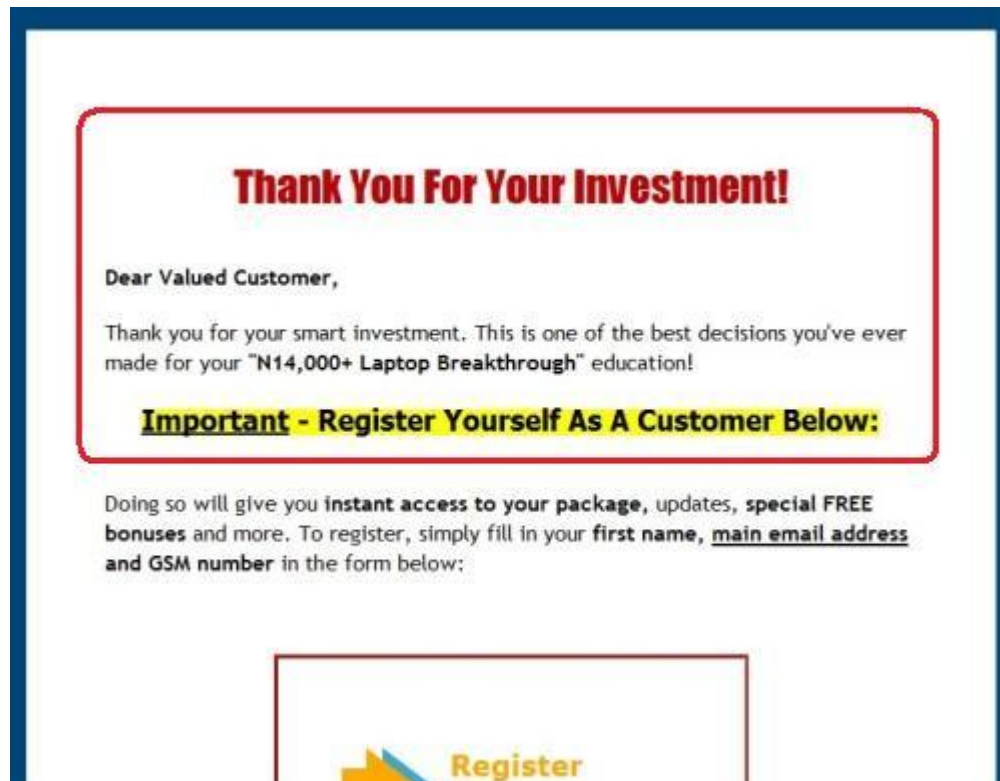 Thank You For Your Investment!
Dear Valued Customer,
Thank you for your smart investment. This is one of the best decisions you've ever
made for your "N14,000+ Laptop Breakthrough" education!
Important - Register Yourself As A Customer Below:
Doing so will give you instant access to your package, updates, special FREE
bonuses and more. To register, simply fill in your first name, main email address
and GSM number in the form below:
Register